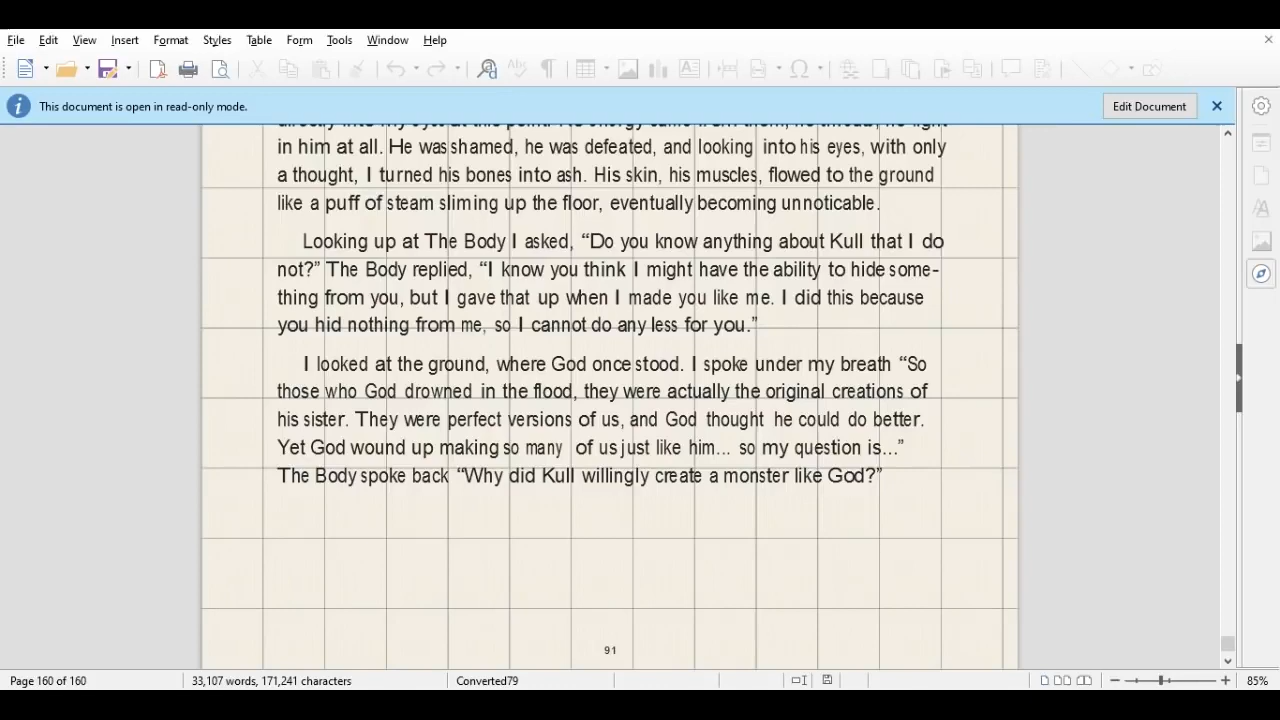 File Edit View Insert Format Styles Table Form Tools Window Help
This document is open in read-only mode.
Edit Document
in him at all. He was shamed, he was defeated, and looking into his eyes, with only
a thought, I turned his bones into ash. His skin, his muscles, flowed to the ground
like a puff of steam sliming up the floor, eventually becoming unnoticable.
Looking up at The Body I asked, “Do you know anything about Kull that I do
not?” The Body replied, “I know you think I might have the ability to hide some-
thing from you, but I gave that up when I made you like me. I did this because
you hid nothing from me, so I cannot do any less for you.”
I looked at the ground, where God once stood. I spoke under my breath “So
those who God drowned in the flood, they were actually the original creations of
his sister. They were perfect versions of us, and God thought he could do better.
Yet God wound up making so many of us just like him... so my question is...”
The Body spoke back “Why did Kull willingly create a monster like God?”
91
Page 160 of 160
33,107 words, 171,241 characters
Converted79
85%